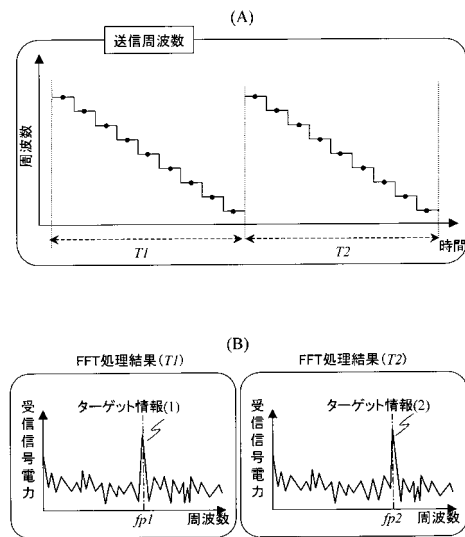 (A)
送信周波数
周波数
時間
T1
T2
(B)
FFT処理結果(T1)
FFT処理結果(T2)
受信信号電力
ターゲット情報(1)
fp1
周波数
受信信号電力
ターゲット情報(2)
fp2
周波数